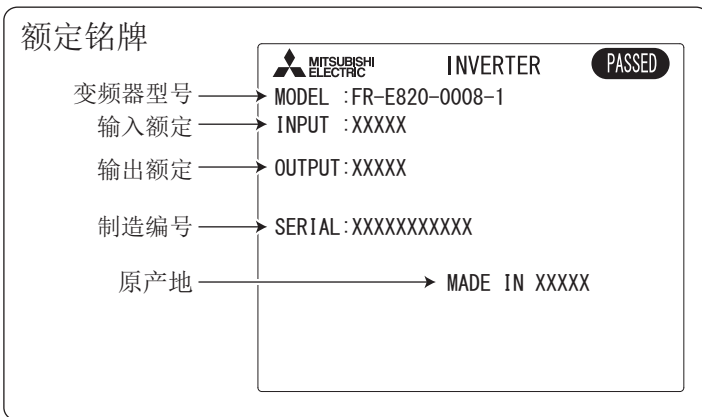 额定铭牌
MITSUBISHI ELECTRIC INVERTER PASSED
变频器型号 MODEL :FR-E820-0008-1
输入额定 INPUT :XXXXX
输出额定 OUTPUT:XXXXX
制造编号 SERIAL:XXXXXXXXXXX
原产地 MADE IN XXXXX